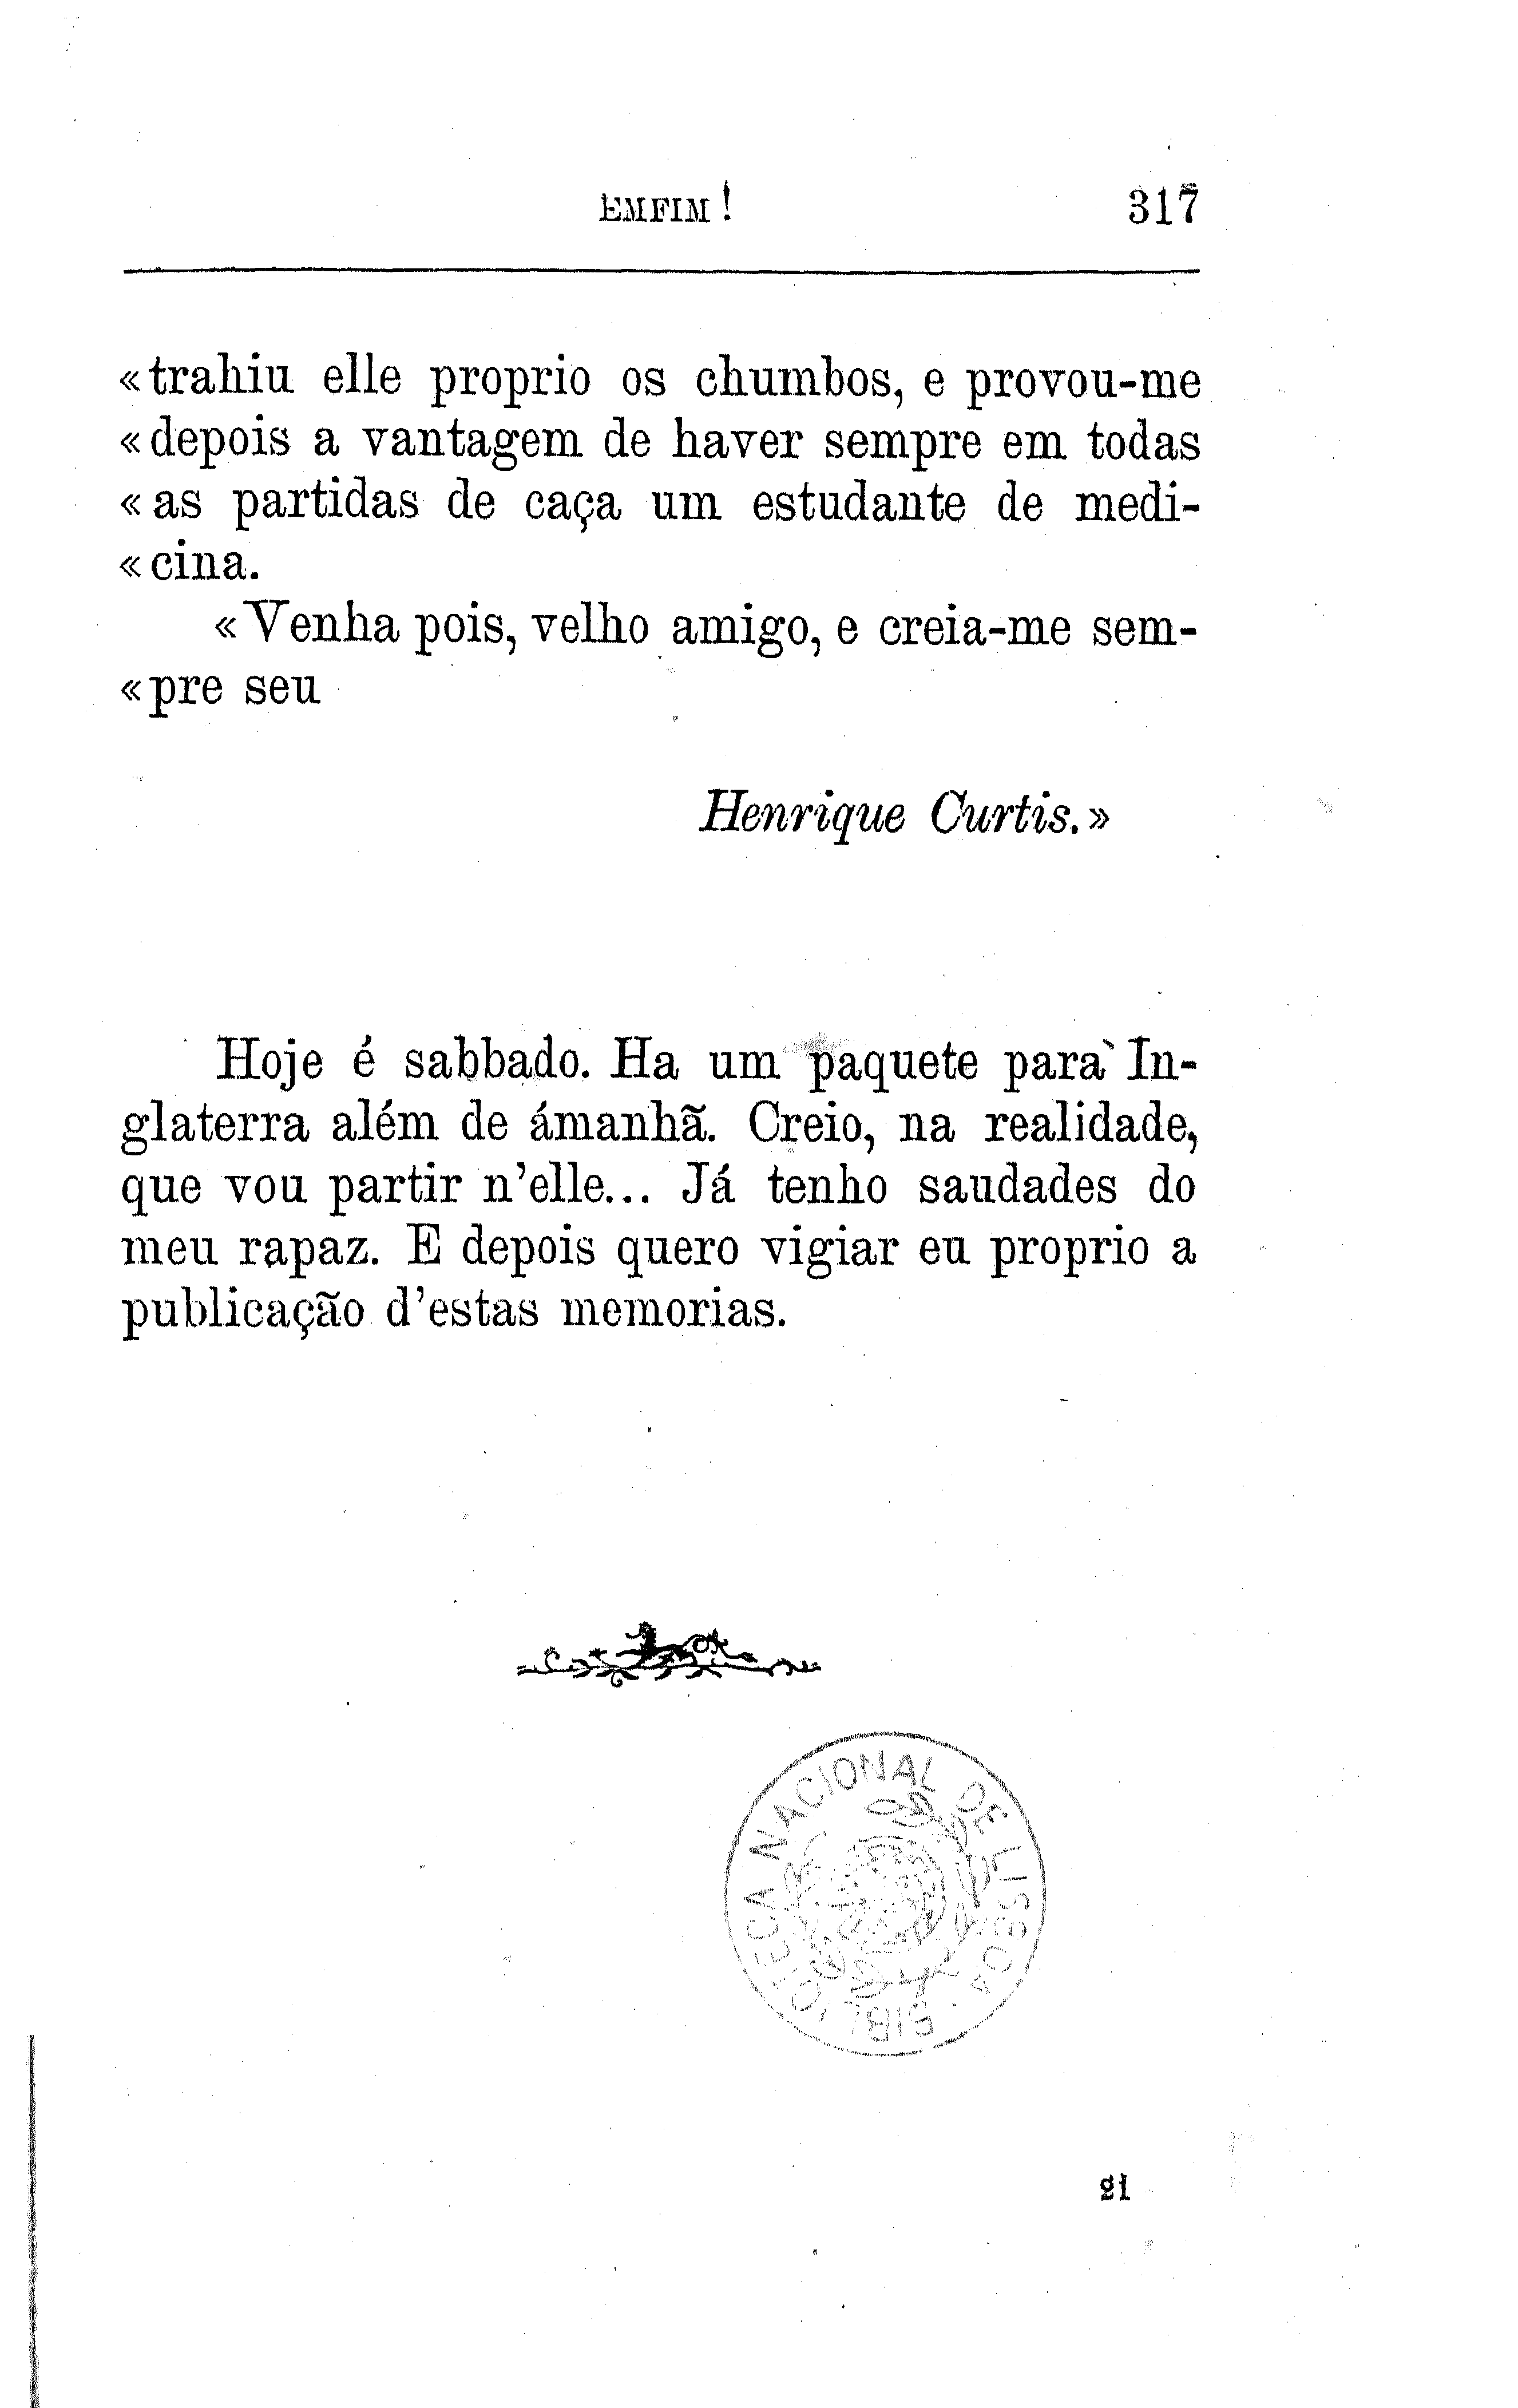 EMFIM! 317
«trahiu elle proprio os chumbos, e provou-me
«depois a vantagem de haver sempre em todas
«as partidas de caça um estudante de medi-
«cina.
«Venha pois, velho amigo, e creia-me sem-
«pre seu
Henrique Curtis.»
Hoje é sabbado. Ha um paquete para In-
glaterra além de ámanhã. Creio, na realidade,
que vou partir n'elle... Já tenho saudades do
meu rapaz. E depois quero vigiar eu proprio a
publicação d'estas memorias.
BIBLIOTECA NACIONAL DE LISBOA
21